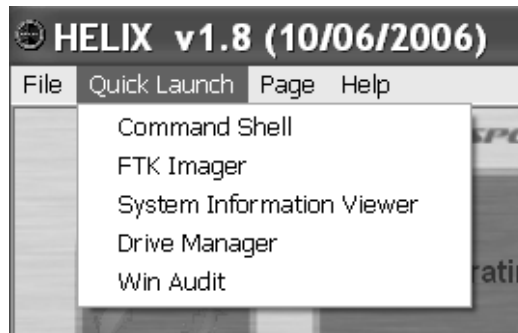 HELIX v1.8 (10/06/2006)
File Quick Launch Page Help
Command Shell
FTK Imager
System Information Viewer
Drive Manager
Win Audit